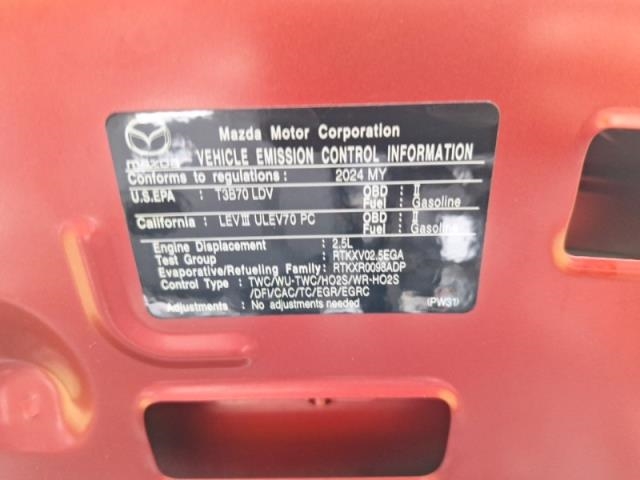 Mazda Motor Corporation
mazda VEHICLE EMISSION CONTROL INFORMATION
Conforms to regulations : 2024 MY
U.S.EPA : T3B70 LDV OBD : II
Fuel : Gasoline
California : LEV III ULEV70 PC OBD : II
Fuel : Gasoline
Engine Displacement : 2.5L
Test Group : RTKXV02.5EGA
Evaporative/Refueling Family: RTKXR0098ADP
Control Type : TWC/WU-TWC/HO2S/WR-HO2S
/DFI/CAC/TC/EGR/EGRC
Adjustments : No adjustments needed
(PW31)